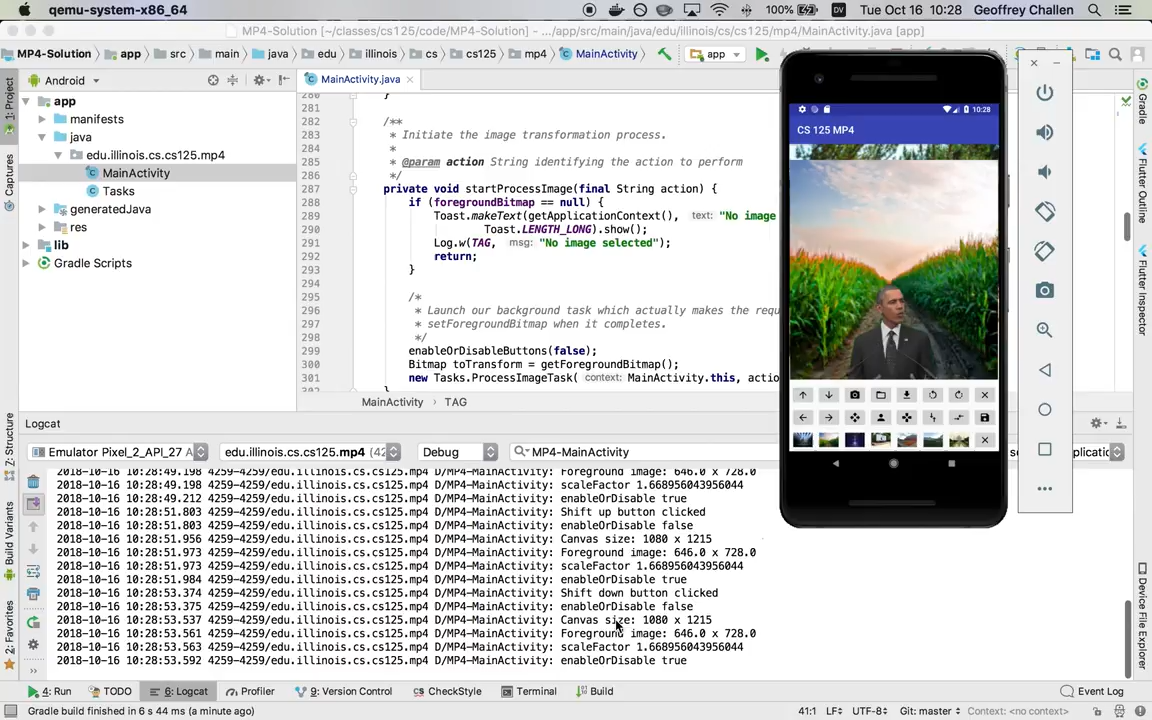 qemu-system-x86_64
100%
Tue Oct 16 10:28
Geoffrey Challen
MP4-Solution [~/classes/cs125/code/MP4-Solution] - .../app/src/main/java/edu/illinois/cs/cs125/mp4/MainActivity.java [app]
MP4-Solution
app
src
main
java
edu
illinois
cs
cs125
mp4
MainActivity
app
Android
MainActivity.java
1: Project
Captures
Z: Structure
Build Variants
2: Favorites
app
manifests
java
edu.illinois.cs.cs125.mp4
MainActivity
Tasks
generatedJava
res
lib
Gradle Scripts
280 }
281
282 /**
283 * Initiate the image transformation process.
284 *
285 * @param action String identifying the action to perform
286 */
287 private void startProcessImage(final String action) {
288 if (foregroundBitmap == null) {
289 Toast.makeText(getApplicationContext(), text: "No image
290 Toast.LENGTH_LONG).show();
291 Log.w(TAG, msg: "No image selected");
292 return;
293 }
294
295 /*
296 * Launch our background task which actually makes the requ
297 * setForegroundBitmap when it completes.
298 */
299 enableOrDisableButtons(false);
300 Bitmap toTransform = getForegroundBitmap();
301 new Tasks.ProcessImageTask( context: MainActivity.this, actio
MainActivity › TAG
10:28
CS 125 MP4
Gradle
Flutter Outline
Flutter Inspector
Device File Explorer
Logcat
Emulator Pixel_2_API_27 A
edu.illinois.cs.cs125.mp4 (42
Debug
MP4-MainActivity
2018-10-16 10:28:49.198 4259-4259/edu.illinois.cs.cs125.mp4 D/MP4-MainActivity: Foreground image: 646.0 x 728.0
2018-10-16 10:28:49.198 4259-4259/edu.illinois.cs.cs125.mp4 D/MP4-MainActivity: scaleFactor 1.668956043956044
2018-10-16 10:28:49.212 4259-4259/edu.illinois.cs.cs125.mp4 D/MP4-MainActivity: enableOrDisable true
2018-10-16 10:28:51.803 4259-4259/edu.illinois.cs.cs125.mp4 D/MP4-MainActivity: Shift up button clicked
2018-10-16 10:28:51.803 4259-4259/edu.illinois.cs.cs125.mp4 D/MP4-MainActivity: enableOrDisable false
2018-10-16 10:28:51.956 4259-4259/edu.illinois.cs.cs125.mp4 D/MP4-MainActivity: Canvas size: 1080 x 1215
2018-10-16 10:28:51.973 4259-4259/edu.illinois.cs.cs125.mp4 D/MP4-MainActivity: Foreground image: 646.0 x 728.0
2018-10-16 10:28:51.973 4259-4259/edu.illinois.cs.cs125.mp4 D/MP4-MainActivity: scaleFactor 1.668956043956044
2018-10-16 10:28:51.984 4259-4259/edu.illinois.cs.cs125.mp4 D/MP4-MainActivity: enableOrDisable true
2018-10-16 10:28:53.374 4259-4259/edu.illinois.cs.cs125.mp4 D/MP4-MainActivity: Shift down button clicked
2018-10-16 10:28:53.375 4259-4259/edu.illinois.cs.cs125.mp4 D/MP4-MainActivity: enableOrDisable false
2018-10-16 10:28:53.537 4259-4259/edu.illinois.cs.cs125.mp4 D/MP4-MainActivity: Canvas size: 1080 x 1215
2018-10-16 10:28:53.561 4259-4259/edu.illinois.cs.cs125.mp4 D/MP4-MainActivity: Foreground image: 646.0 x 728.0
2018-10-16 10:28:53.563 4259-4259/edu.illinois.cs.cs125.mp4 D/MP4-MainActivity: scaleFactor 1.668956043956044
2018-10-16 10:28:53.592 4259-4259/edu.illinois.cs.cs125.mp4 D/MP4-MainActivity: enableOrDisable true
4: Run
TODO
6: Logcat
Profiler
9: Version Control
CheckStyle
Terminal
Build
Event Log
Gradle build finished in 6 s 44 ms (a minute ago)
41:1
LF
UTF-8
Git: master
Context: <no context>